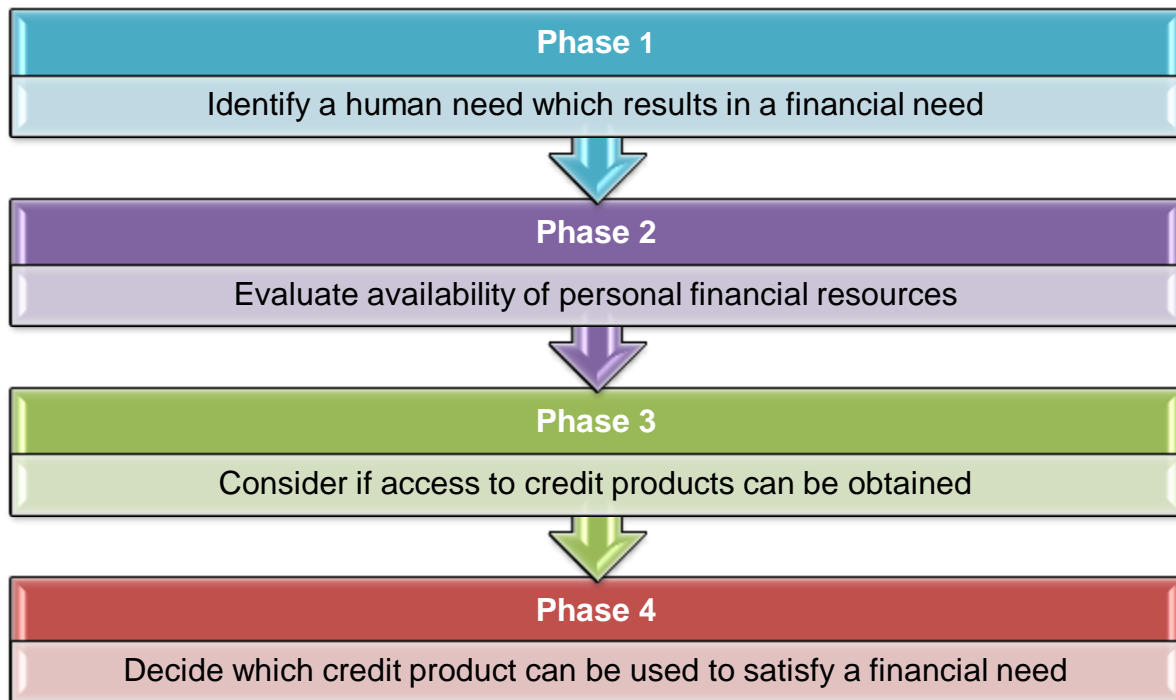 Phase 1
Identify a human need which results in a financial need
Phase 2
Evaluate availability of personal financial resources
Phase 3
Consider if access to credit products can be obtained
Phase 4
Decide which credit product can be used to satisfy a financial need